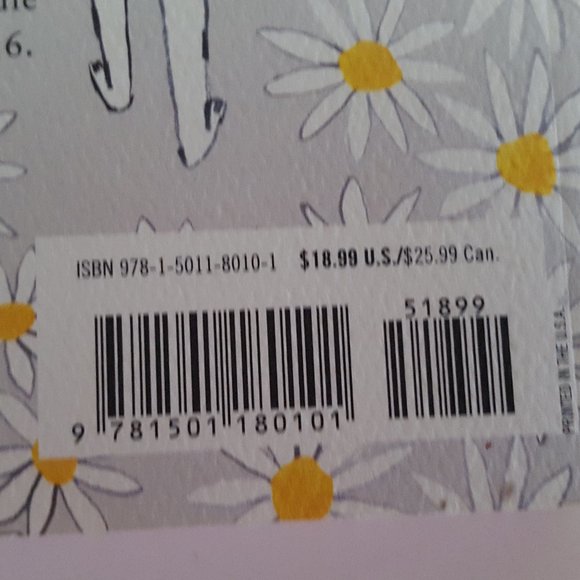 6.
ISBN 978-1-5011-8010-1 $18.99 U.S./$25.99 Can.
51899
9 781501 180101
PRINTED IN THE U.S.A.